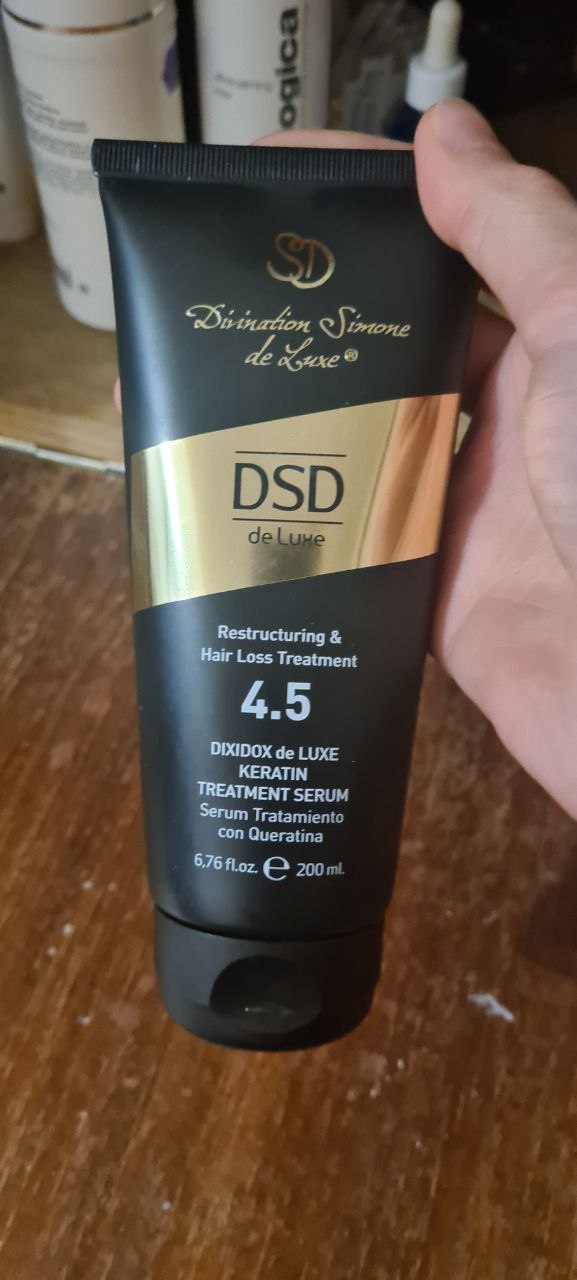 ogica
SD
Divination Simone
de Luxe®
DSD
de Luxe
Restructuring &
Hair Loss Treatment
4.5
DIXIDOX de LUXE
KERATIN
TREATMENT SERUM
Serum Tratamiento
con Queratina
6,76 fl.oz. ℮ 200 ml.